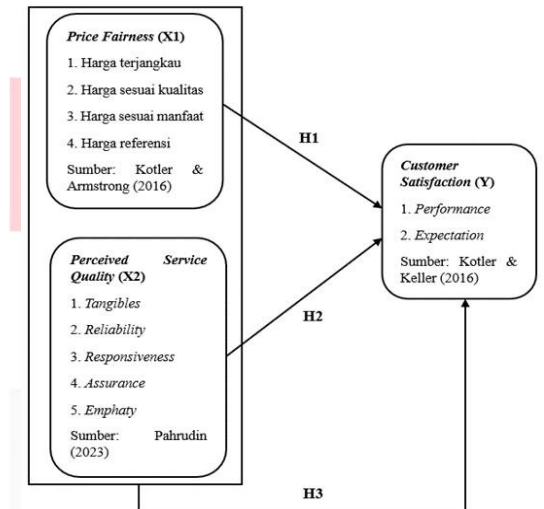 Price Fairness (X1)
1. Harga terjangkau
2. Harga sesuai kualitas
3. Harga sesuai manfaat
4. Harga referensi
Sumber: Kotler &
Armstrong (2016)
H1
Customer
Satisfaction (Y)
1. Performance
2. Expectation
Sumber: Kotler &
Keller (2016)
Perceived Service
Quality (X2)
1. Tangibles
2. Reliability
3. Responsiveness
4. Assurance
5. Emphaty
Sumber: Pahrudin
(2023)
H2
H3